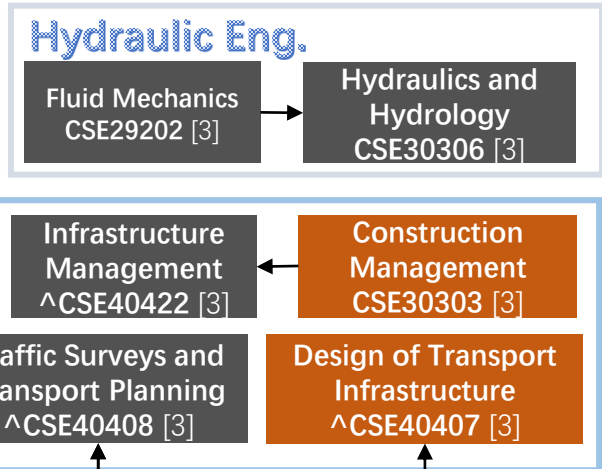 Hydraulic Eng.
Fluid Mechanics
CSE29202 [3]
Hydraulics and
Hydrology
CSE30306 [3]
Infrastructure
Management
^CSE40422 [3]
Construction
Management
CSE30303 [3]
affic Surveys and
ansport Planning
^CSE40408 [3]
Design of Transport
Infrastructure
^CSE40407 [3]